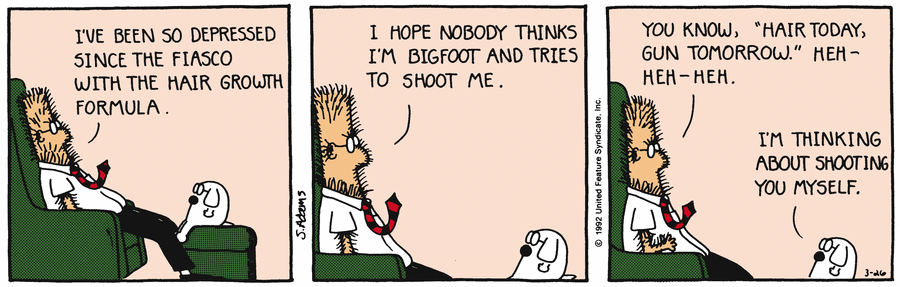 I'VE BEEN SO DEPRESSED
SINCE THE FIASCO
WITH THE HAIR GROWTH
FORMULA.
S.Adams
I HOPE NOBODY THINKS
I'M BIGFOOT AND TRIES
TO SHOOT ME.
© 1992 United Feature Syndicate, Inc.
YOU KNOW, "HAIR TODAY,
GUN TOMORROW." HEH-
HEH-HEH.
I'M THINKING
ABOUT SHOOTING
YOU MYSELF.
3-26